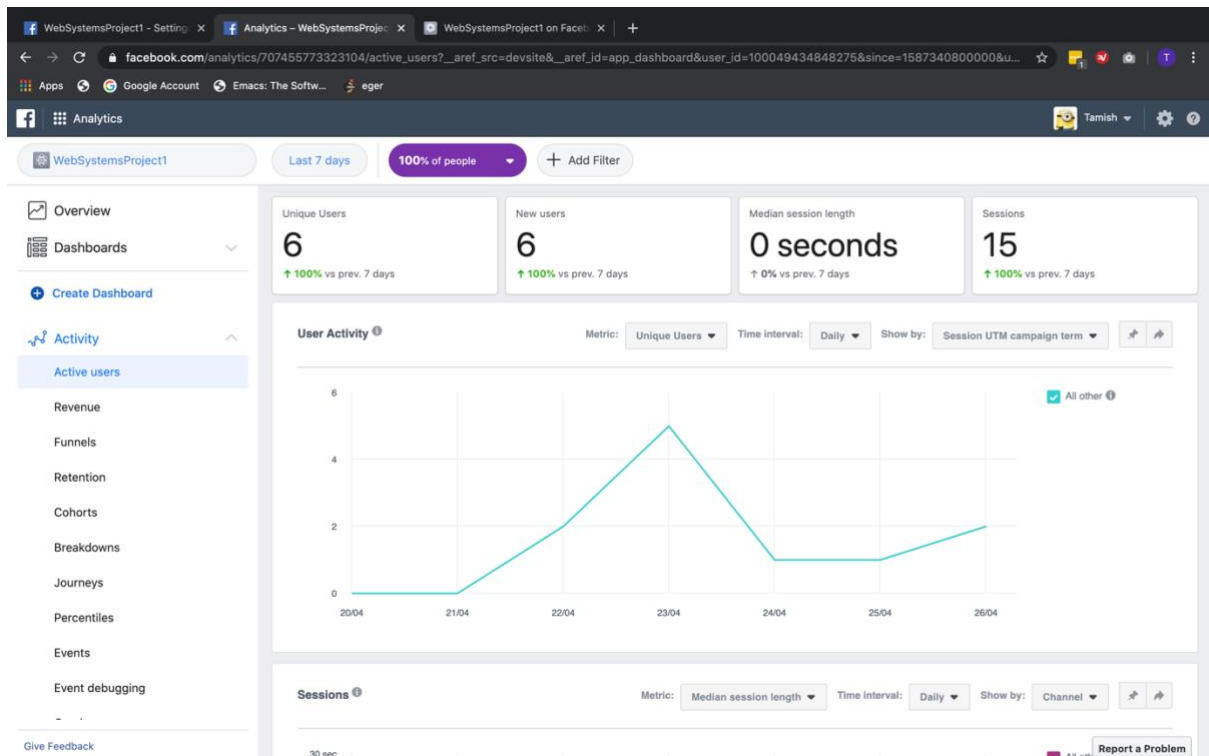 WebSystemsProject1 - Setting
Analytics – WebSystemsProjec
WebSystemsProject1 on Faceb
facebook.com/analytics/707455773323104/active_users?__aref_src=devsite&__aref_id=app_dashboard&user_id=100049434848275&since=1587340800000&u...
1
T
Apps
Google Account
Emacs: The Softw...
eger
Analytics
Tamish
WebSystemsProject1
Last 7 days
100% of people
+ Add Filter
Overview
Dashboards
Create Dashboard
Activity
Active users
Revenue
Funnels
Retention
Cohorts
Breakdowns
Journeys
Percentiles
Events
Event debugging
Give Feedback
Unique Users
6
↑ 100% vs prev. 7 days
New users
6
↑ 100% vs prev. 7 days
Median session length
0 seconds
↑ 0% vs prev. 7 days
Sessions
15
↑ 100% vs prev. 7 days
User Activity
Metric: Unique Users
Time interval: Daily
Show by: Session UTM campaign term
6
4
2
0
20/04 21/04 22/04 23/04 24/04 25/04 26/04
All other
Sessions
Metric: Median session length
Time interval: Daily
Show by: Channel
30 sec
Report a Problem